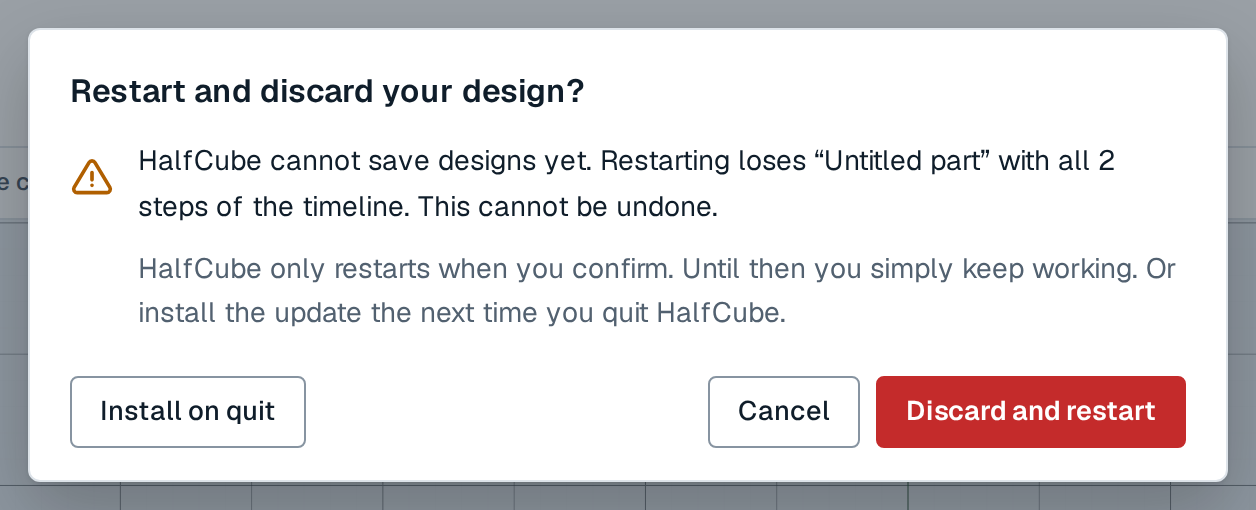 Restart and discard your design?
HalfCube cannot save designs yet. Restarting loses “Untitled part” with all 2
steps of the timeline. This cannot be undone.
HalfCube only restarts when you confirm. Until then you simply keep working. Or
install the update the next time you quit HalfCube.
Install on quit
Cancel
Discard and restart